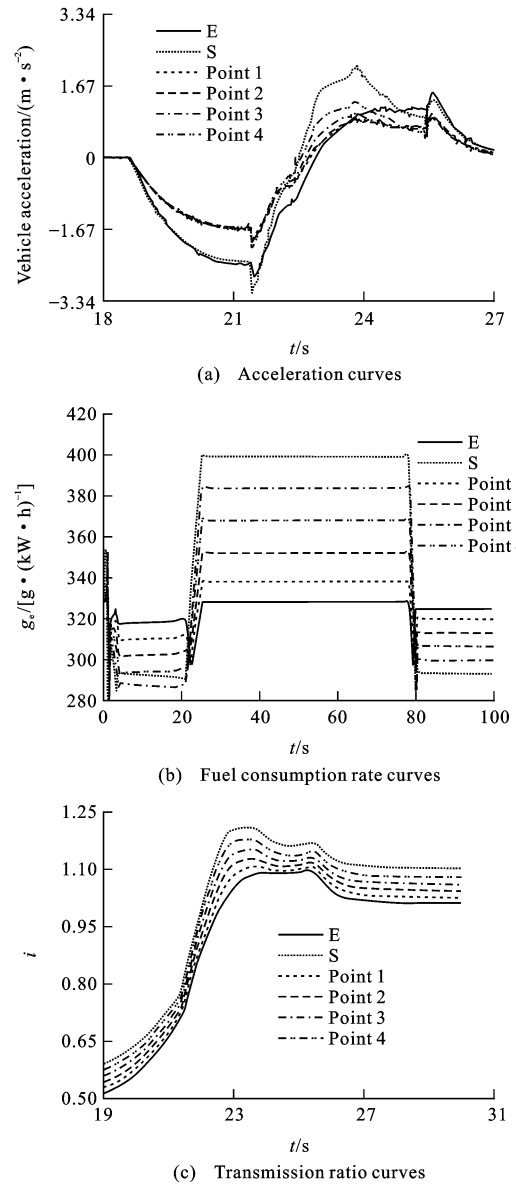 3.34
1.67
0
−1.67
−3.34
Vehicle acceleration/(m • s⁻²)
E
S
Point 1
Point 2
Point 3
Point 4
18 21 24 27
t/s
(a) Acceleration curves
420
400
380
360
340
320
300
280
gₑ/[g • (kW • h)⁻¹]
E
S
Point
Point
Point
Point
0 20 40 60 80 100
t/s
(b) Fuel consumption rate curves
1.25
1.10
0.95
0.80
0.65
0.50
i
E
S
Point 1
Point 2
Point 3
Point 4
19 23 27 31
t/s
(c) Transmission ratio curves